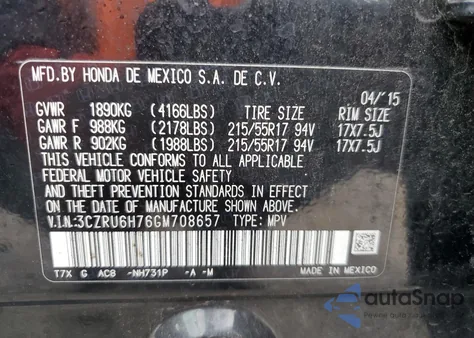 MFD.BY HONDA DE MEXICO S.A. DE C.V.
04/'15
GVWR 1890KG (4166LBS) TIRE SIZE RIM SIZE
GAWR F 988KG (2178LBS) 215/55R17 94V 17X7.5J
GAWR R 902KG (1988LBS) 215/55R17 94V 17X7.5J
THIS VEHICLE CONFORMS TO ALL APPLICABLE
FEDERAL MOTOR VEHICLE SAFETY
AND THEFT PREVENTION STANDARDS IN EFFECT
ON THE DATE OF MANUFACTURE SHOWN ABOVE.
V.I.N:3CZRU6H76GM708657 TYPE: MPV
T7X G AC8 -NH731P -A -M
MADE IN MEXICO
autoSnap